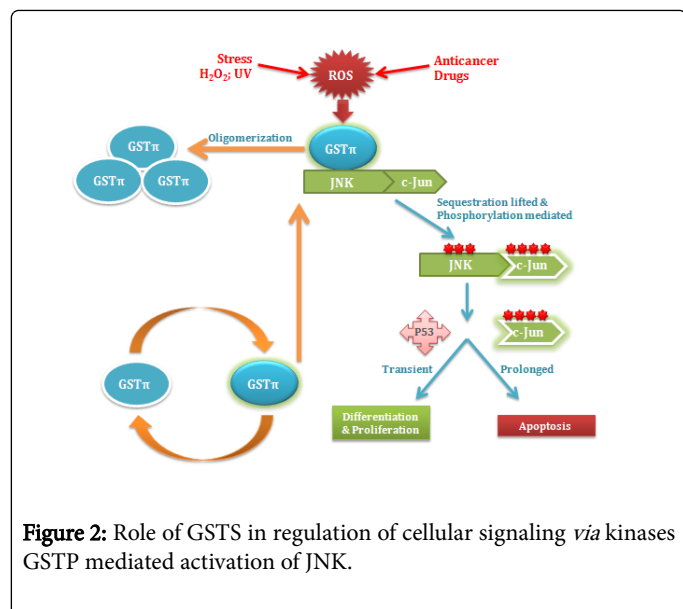 Stress
H₂O₂; UV
ROS
Anticancer
Drugs
Oligomerization
GSTπ
GSTπ
GSTπ
GSTπ
JNK
c-Jun
Sequestration lifted &
Phosphorylation mediated
JNK
c-Jun
P53
c-Jun
GSTπ
GSTπ
Transient
Prolonged
Differentiation
& Proliferation
Apoptosis
Figure 2: Role of GSTS in regulation of cellular signaling via kinases
GSTP mediated activation of JNK.